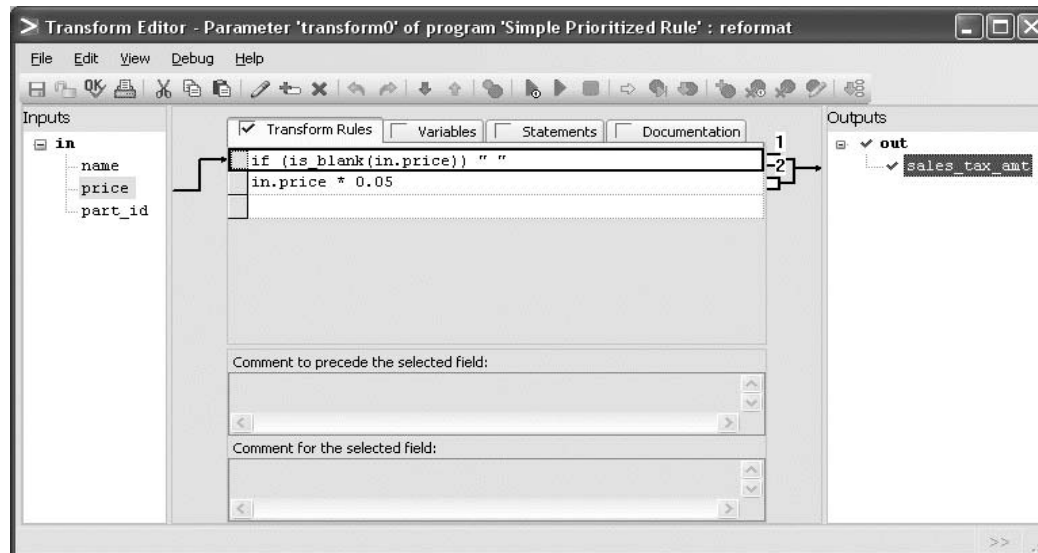 Transform Editor - Parameter 'transform0' of program 'Simple Prioritized Rule' : reformat
File Edit View Debug Help
Inputs
in
name
price
part_id
Transform Rules Variables Statements Documentation
if (is_blank(in.price)) " "
in.price * 0.05
1
2
Comment to precede the selected field:
Comment for the selected field:
Outputs
out
sales_tax_amt
>>